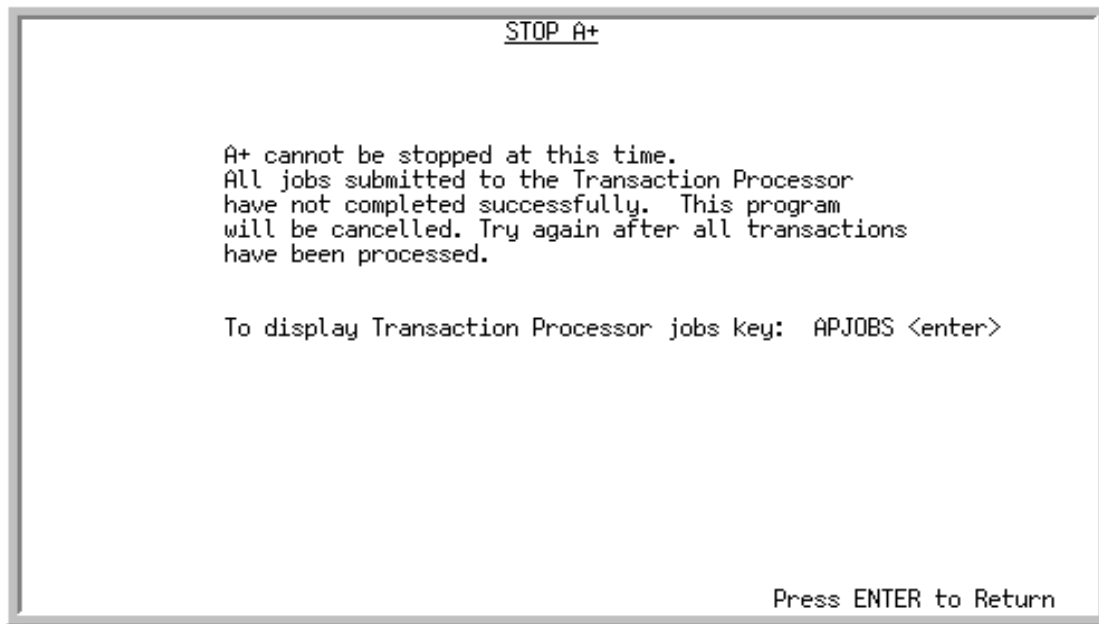 STOP A+
A+ cannot be stopped at this time.
All jobs submitted to the Transaction Processor
have not completed successfully.  This program
will be cancelled. Try again after all transactions
have been processed.
To display Transaction Processor jobs key:  APJOBS <enter>
Press ENTER to Return